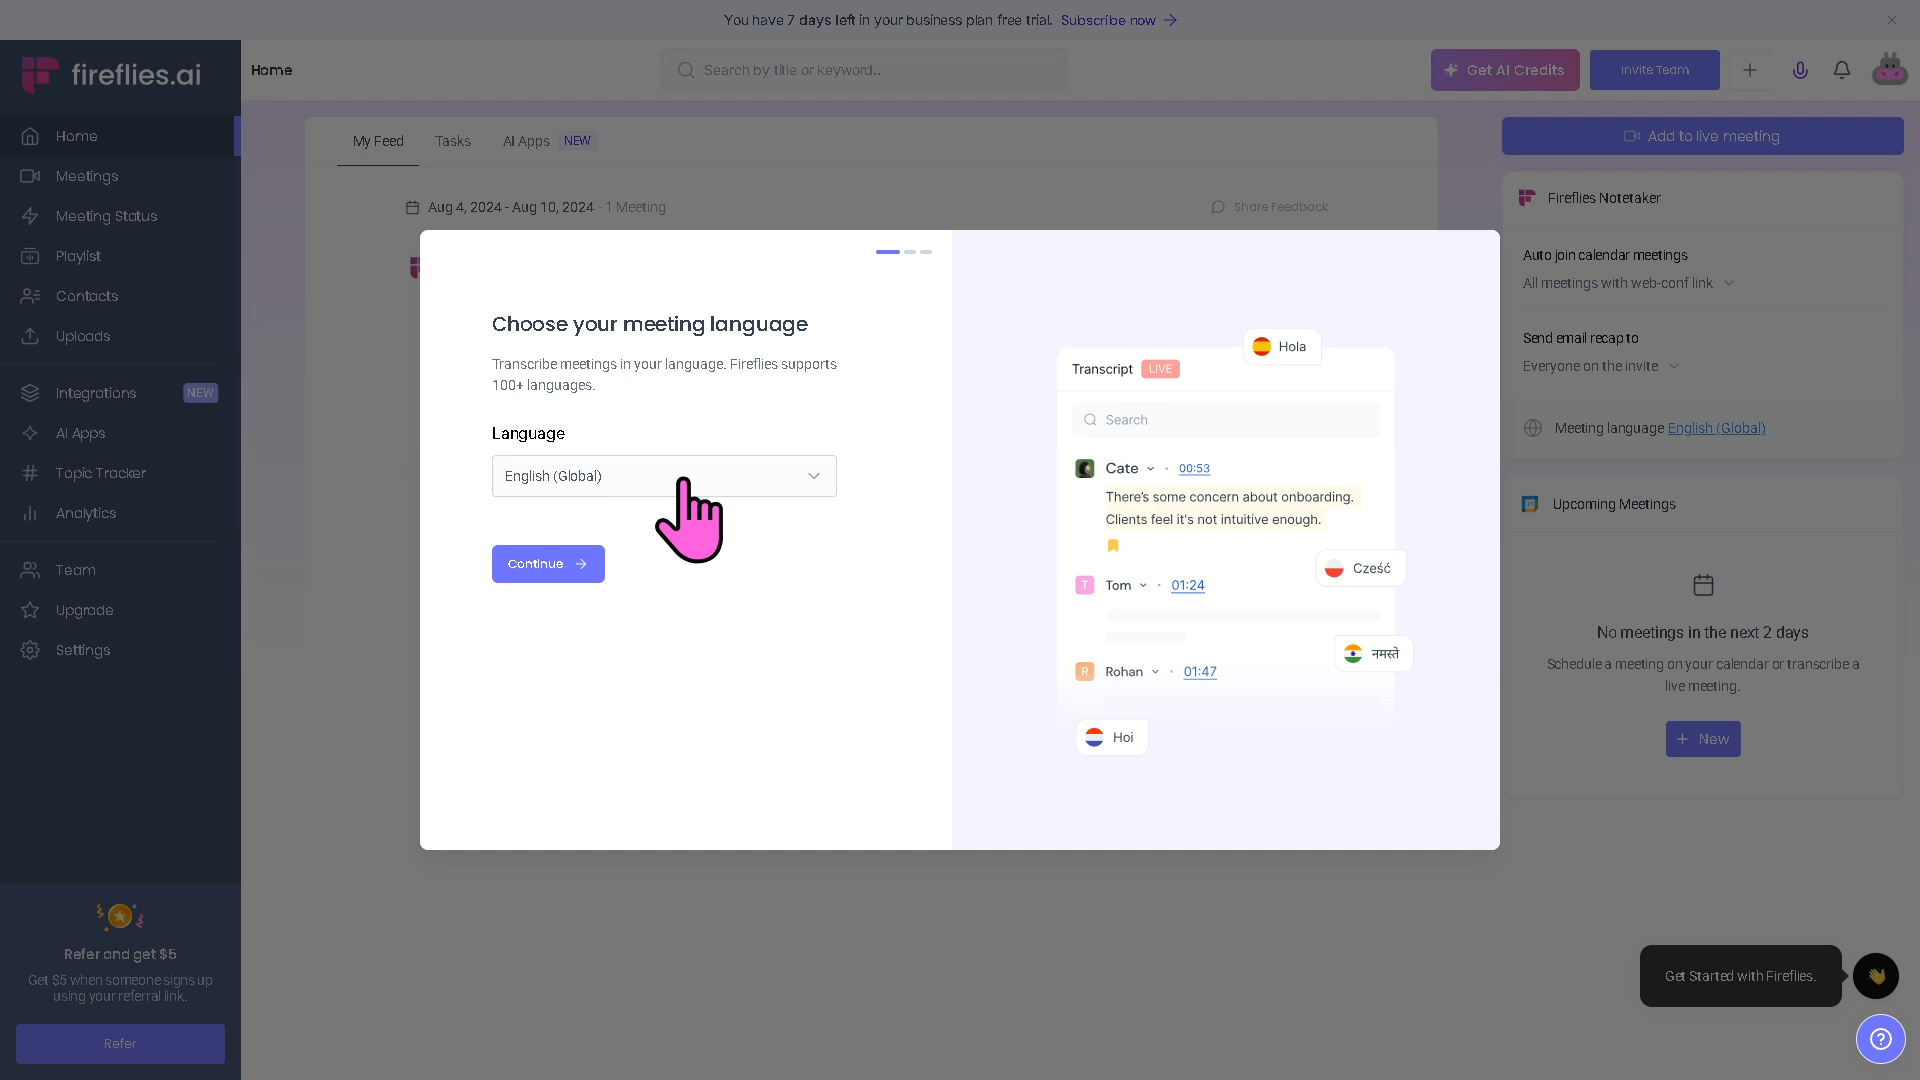 You have 7 days left in your business plan free trial. Subscribe now
fireflies.ai
Home
Search by title or keyword..
Get AI Credits
Invite Team
Home
Meetings
Meeting Status
Playlist
Contacts
Uploads
Integrations NEW
AI Apps
Topic Tracker
Analytics
Team
Upgrade
Settings
Refer and get $5
Get $5 when someone signs up
using your referral link.
Refer
My Feed
Tasks
AI Apps NEW
Aug 4, 2024 - Aug 10, 2024 · 1 Meeting
Share Feedback
Choose your meeting language
Transcribe meetings in your language. Fireflies supports
100+ languages.
Language
English (Global)
Continue
Hola
Transcript LIVE
Search
Cate · 00:53
There's some concern about onboarding.
Clients feel it's not intuitive enough.
Cześć
T Tom · 01:24
नमस्ते
R Rohan · 01:47
Hoi
Add to live meeting
Fireflies Notetaker
Auto join calendar meetings
All meetings with web-conf link
Send email recap to
Everyone on the invite
Meeting language English (Global)
Upcoming Meetings
No meetings in the next 2 days
Schedule a meeting on your calendar or transcribe a
live meeting.
+ New
Get Started with Fireflies.